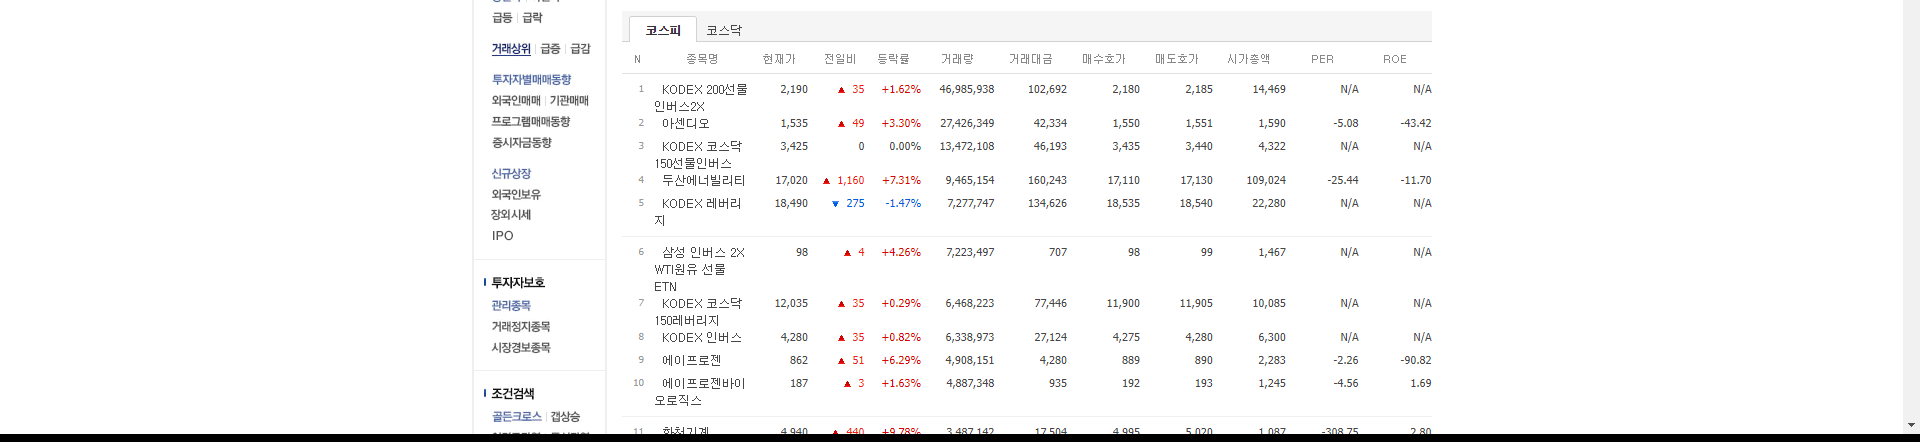 급등 | 급락
거래상위 | 급증 | 급감
투자자별매매동향
외국인매매 | 기관매매
프로그램매매동향
증시자금동향
신규상장
외국인보유
장외시세
IPO
투자자보호
관리종목
거래정지종목
시장경보종목
조건검색
골든크로스 | 갭상승
코스피 코스닥
N 종목명 현재가 전일비 등락률 거래량 거래대금 매수호가 매도호가 시가총액 PER ROE
1 KODEX 200선물 2,190 ▲ 35 +1.62% 46,985,938 102,692 2,180 2,185 14,469 N/A N/A
인버스2X
2 아센디오 1,535 ▲ 49 +3.30% 27,426,349 42,334 1,550 1,551 1,590 -5.08 -43.42
3 KODEX 코스닥 3,425 0 0.00% 13,472,108 46,193 3,435 3,440 4,322 N/A N/A
150선물인버스
4 두산에너빌리티 17,020 ▲ 1,160 +7.31% 9,465,154 160,243 17,110 17,130 109,024 -25.44 -11.70
5 KODEX 레버리 18,490 ▼ 275 -1.47% 7,277,747 134,626 18,535 18,540 22,280 N/A N/A
지
6 삼성 인버스 2X 98 ▲ 4 +4.26% 7,223,497 707 98 99 1,467 N/A N/A
WTI원유 선물
ETN
7 KODEX 코스닥 12,035 ▲ 35 +0.29% 6,468,223 77,446 11,900 11,905 10,085 N/A N/A
150레버리지
8 KODEX 인버스 4,280 ▲ 35 +0.82% 6,338,973 27,124 4,275 4,280 6,300 N/A N/A
9 에이프로젠 862 ▲ 51 +6.29% 4,908,151 4,280 889 890 2,283 -2.26 -90.82
10 에이프로젠바이 187 ▲ 3 +1.63% 4,887,348 935 192 193 1,245 -4.56 1.69
오로직스
11 화천기계 4,940 ▲ 440 +9.78% 3,487,142 17,504 4,995 5,020 1,087 -308.75 2.80